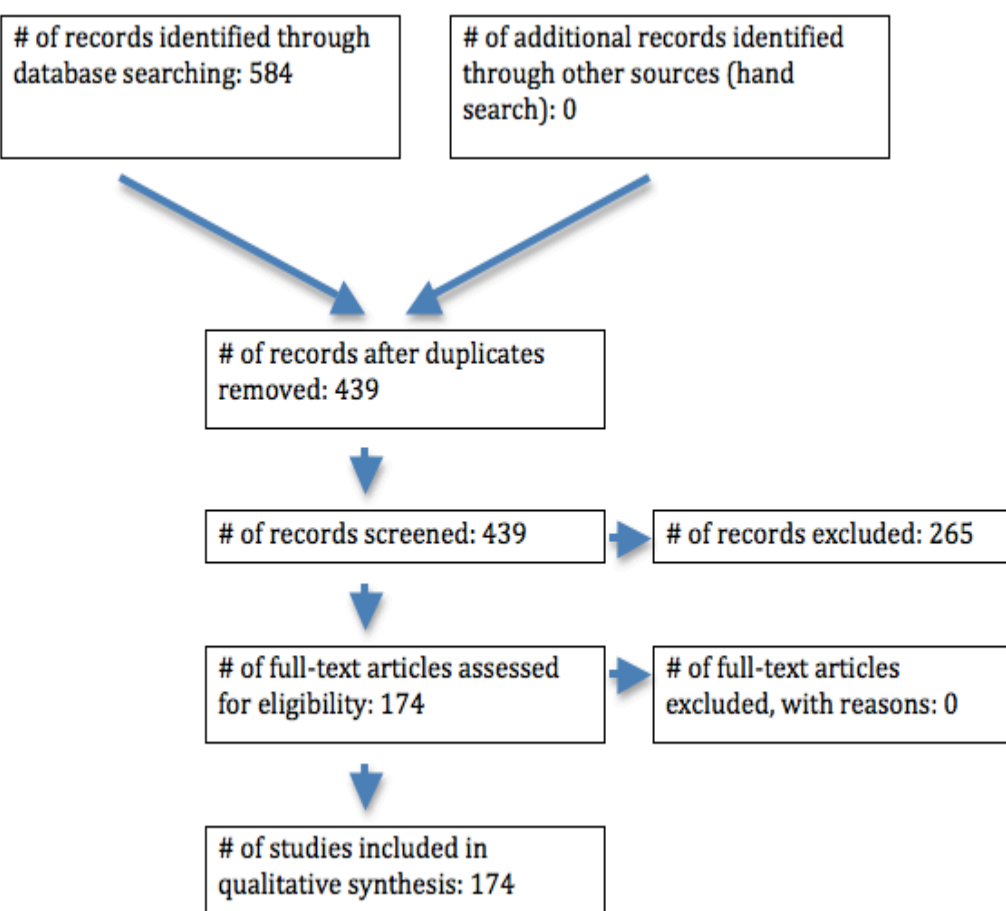 # of records identified through
database searching: 584
# of additional records identified
through other sources (hand
search): 0
# of records after duplicates
removed: 439
# of records screened: 439
# of records excluded: 265
# of full-text articles assessed
for eligibility: 174
# of full-text articles
excluded, with reasons: 0
# of studies included in
qualitative synthesis: 174